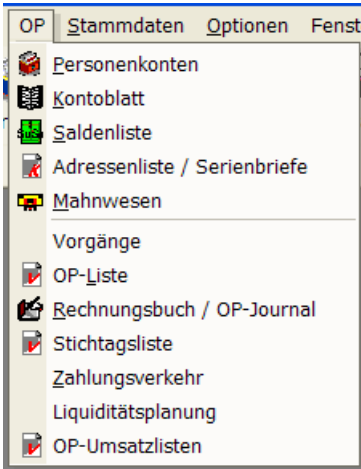 OP Stammdaten Optionen Fenst
Personenkonten
Kontoblatt
Saldenliste
Adressenliste / Serienbriefe
Mahnwesen
Vorgänge
OP-Liste
Rechnungsbuch / OP-Journal
Stichtagsliste
Zahlungsverkehr
Liquiditätsplanung
OP-Umsatzlisten